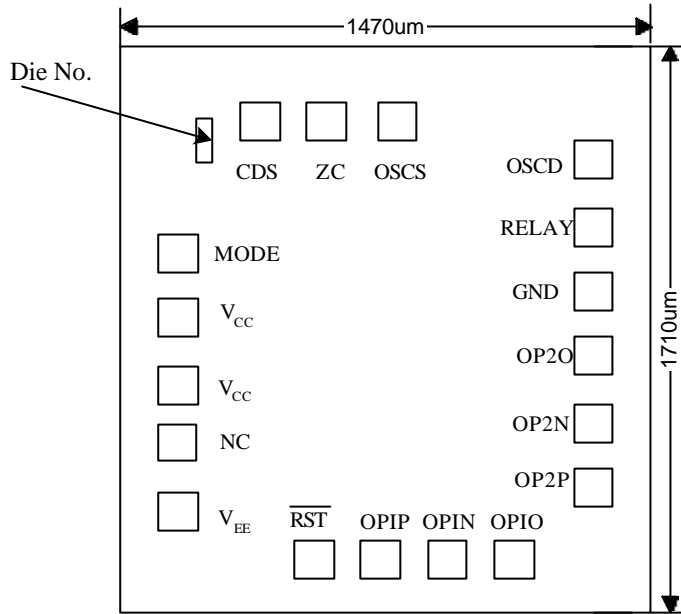 1470um
Die No.
CDS ZC OSCS
OSCD
RELAY
MODE
GND
V_CC
1710um
OP2O
V_CC
OP2N
NC
OP2P
V_EE
R̅S̅T̅ OPIP OPIN OPIO